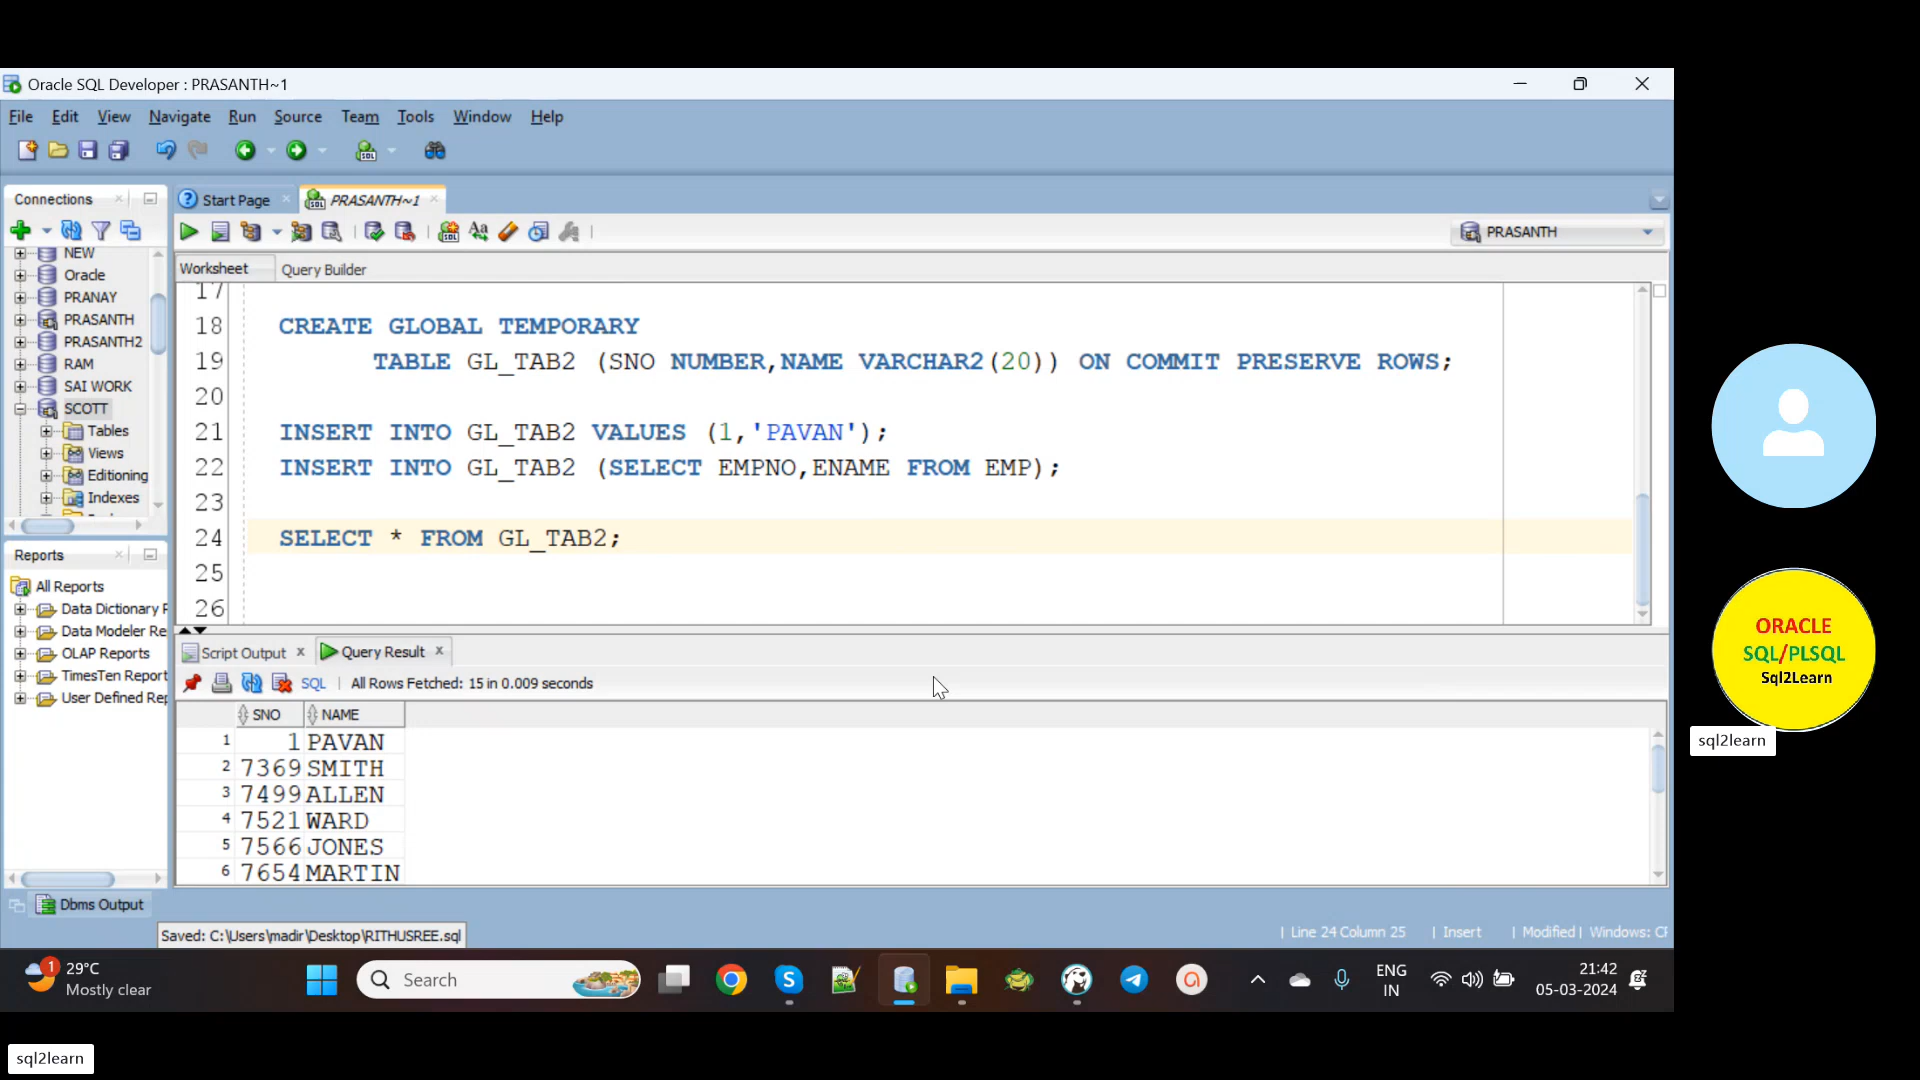 Oracle SQL Developer : PRASANTH~1
File Edit View Navigate Run Source Team Tools Window Help
Connections
Start Page
PRASANTH~1
PRASANTH
NEW
Oracle
PRANAY
PRASANTH
PRASANTH2
RAM
SAI WORK
SCOTT
Tables
Views
Editioning
Indexes
Worksheet Query Builder
17
18 CREATE GLOBAL TEMPORARY
19 TABLE GL_TAB2 (SNO NUMBER,NAME VARCHAR2(20)) ON COMMIT PRESERVE ROWS;
20
21 INSERT INTO GL_TAB2 VALUES (1,'PAVAN');
22 INSERT INTO GL_TAB2 (SELECT EMPNO,ENAME FROM EMP);
23
24 SELECT * FROM GL_TAB2;
25
26
Reports
All Reports
Data Dictionary R
Data Modeler Re
OLAP Reports
TimesTen Report
User Defined Rep
Script Output Query Result
SQL | All Rows Fetched: 15 in 0.009 seconds
SNO NAME
1 1 PAVAN
2 7369 SMITH
3 7499 ALLEN
4 7521 WARD
5 7566 JONES
6 7654 MARTIN
Dbms Output
Saved: C:\Users\madir\Desktop\RITHUSREE.sql
| Line 24 Column 25 | Insert | Modified | Windows: CR
1
29°C
Mostly clear
Search
ENG
IN
21:42
05-03-2024
ORACLE
SQL/PLSQL
Sql2Learn
sql2learn
sql2learn